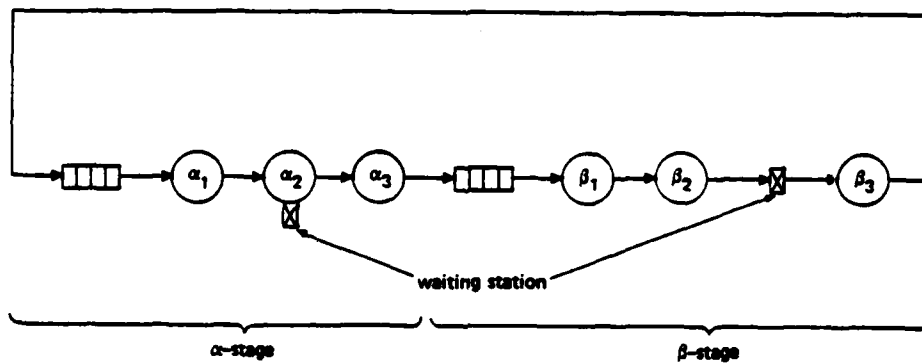 α₁ α₂ α₃ β₁ β₂ β₃
waiting station
α-stage β-stage